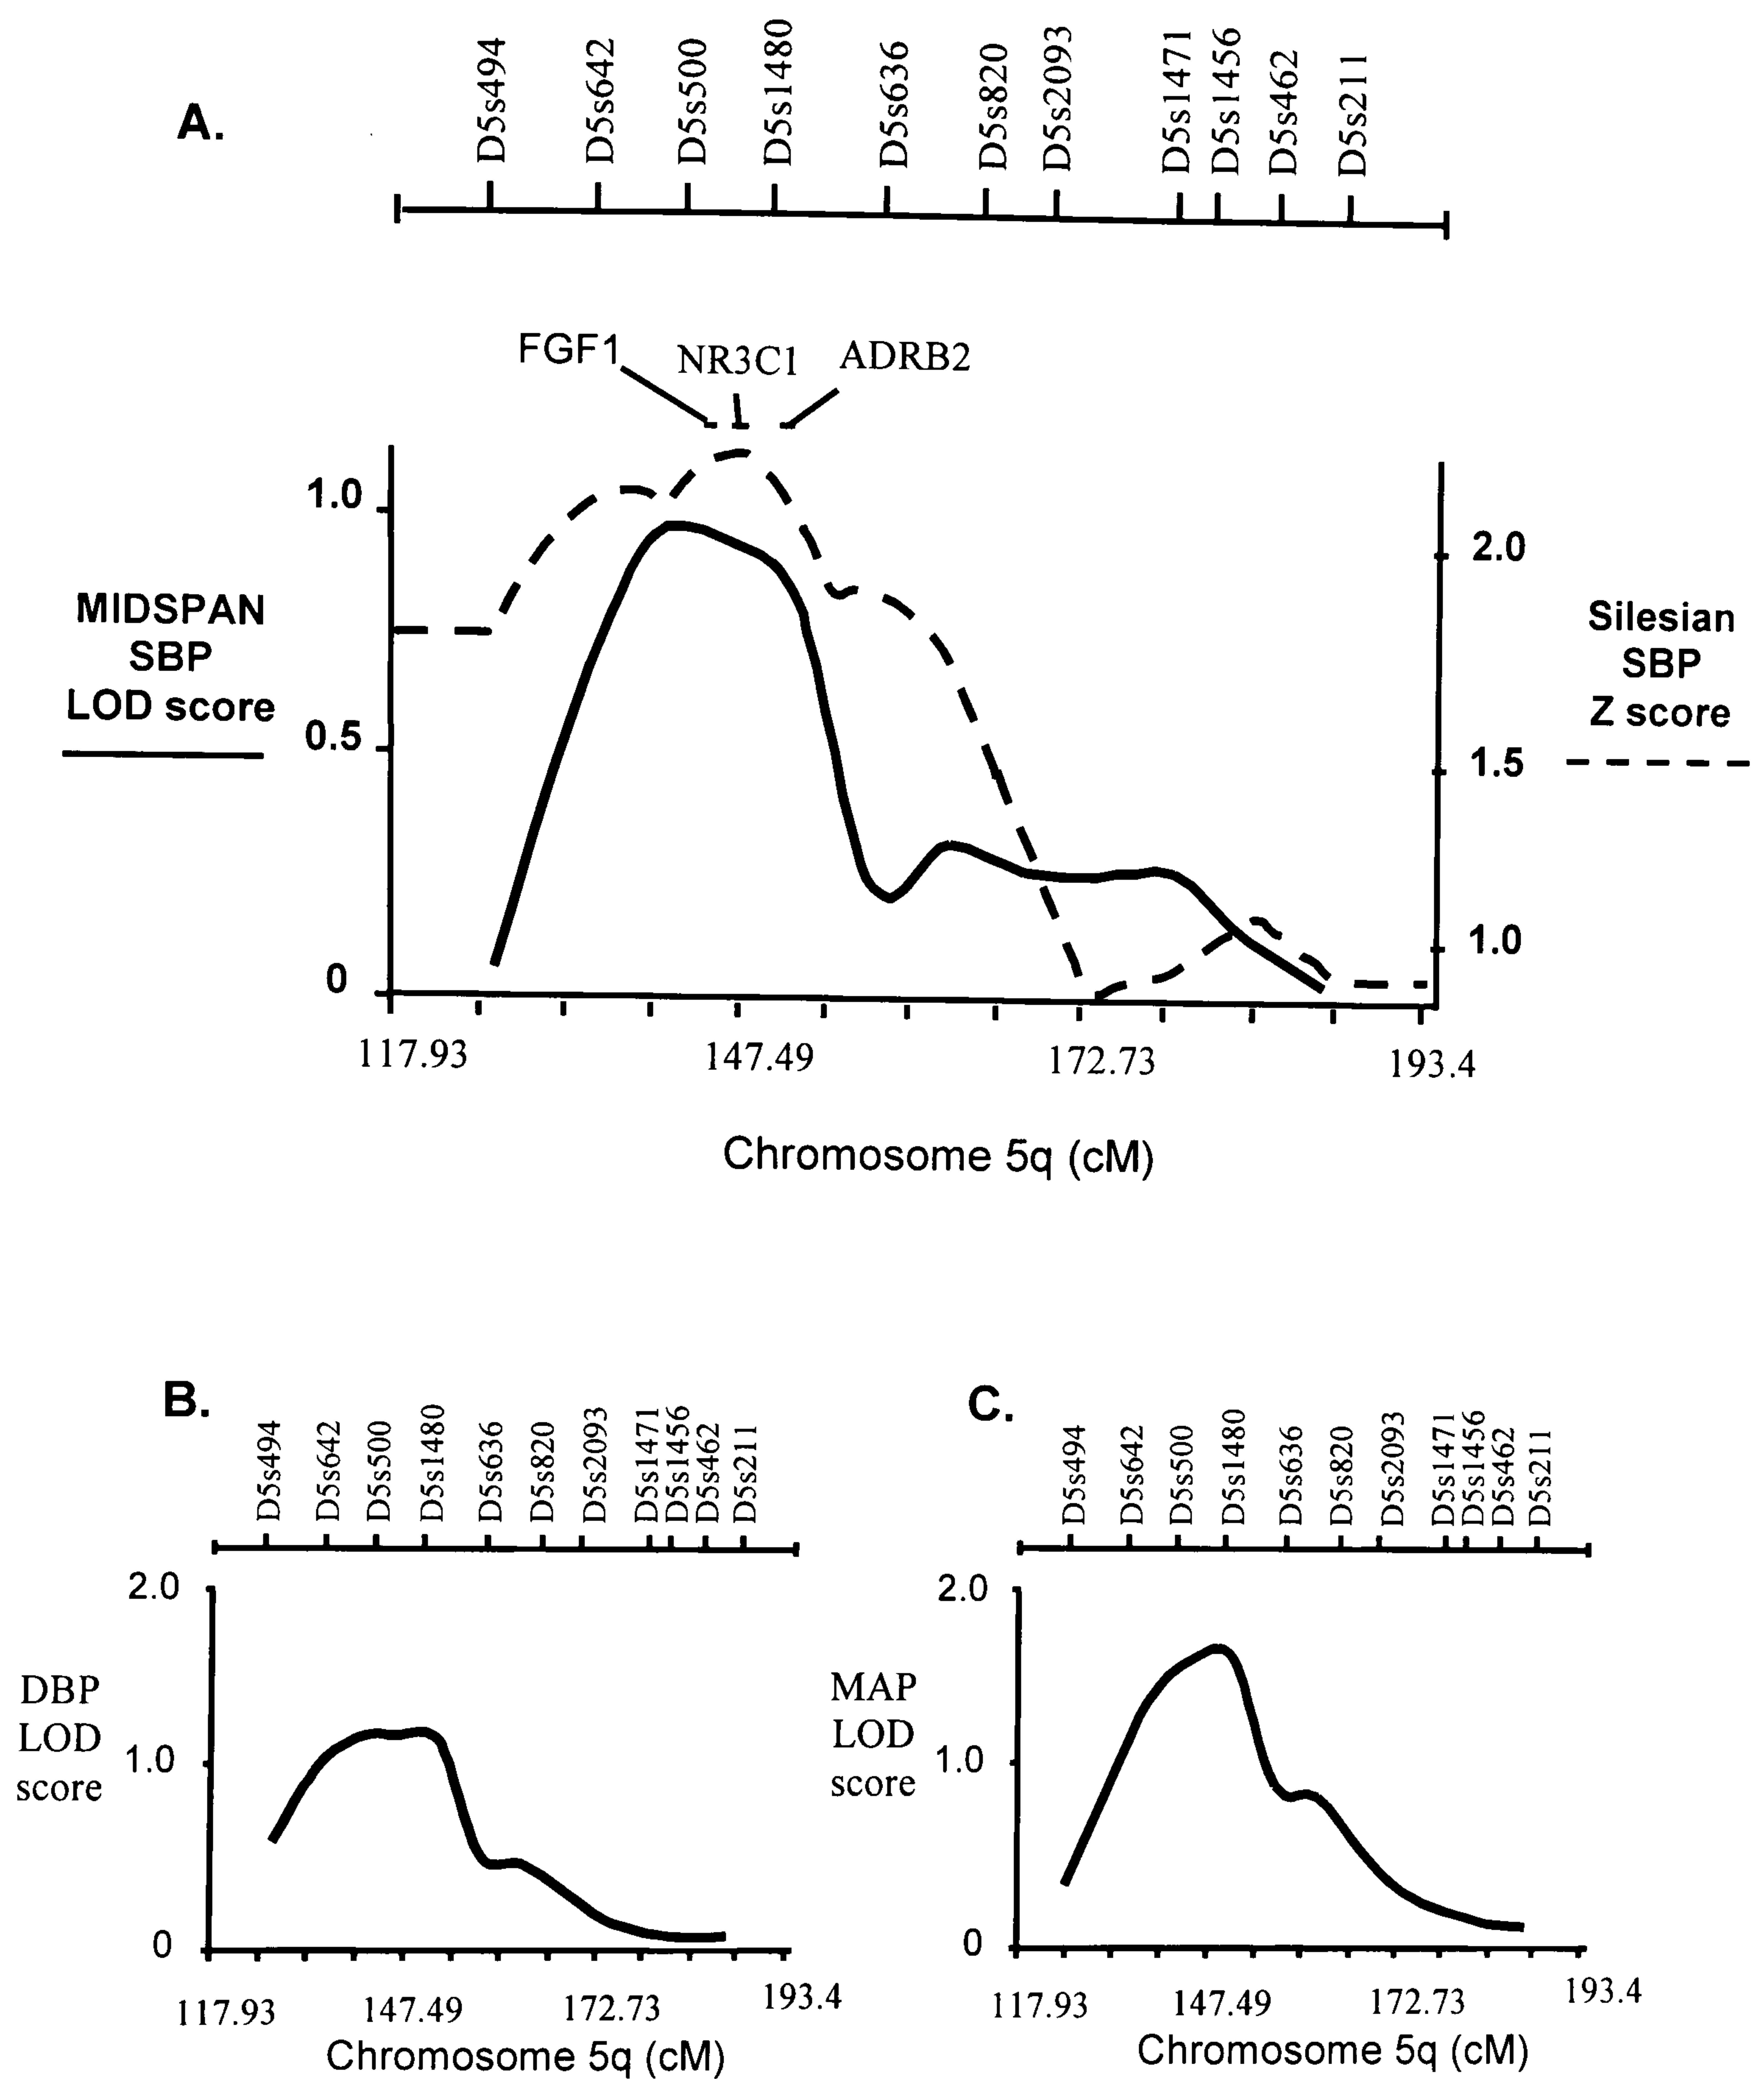 A.
D5s494
D5s642
D5s500
D5s1480
D5s636
D5s820
D5s2093
D5s1471
D5s1456
D5s462
D5s211
FGF1
NR3C1
ADRB2
1.0
0.5
0
MIDSPAN
SBP
LOD score
2.0
1.5
1.0
Silesian
SBP
Z score
117.93
147.49
172.73
193.4
Chromosome 5q (cM)
B.
D5s494
D5s642
D5s500
D5s1480
D5s636
D5s820
D5s2093
D5s1471
D5s1456
D5s462
D5s211
2.0
1.0
0
DBP
LOD
score
117.93
147.49
172.73
193.4
Chromosome 5q (cM)
C.
D5s494
D5s642
D5s500
D5s1480
D5s636
D5s820
D5s2093
D5s1471
D5s1456
D5s462
D5s211
2.0
1.0
0
MAP
LOD
score
117.93
147.49
172.73
193.4
Chromosome 5q (cM)